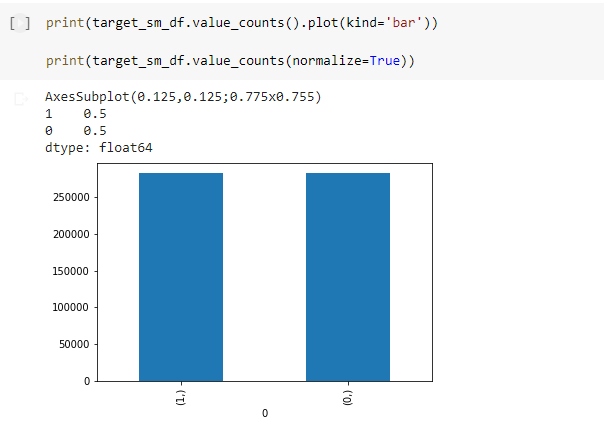 [ ] print(target_sm_df.value_counts().plot(kind='bar'))
print(target_sm_df.value_counts(normalize=True))
AxesSubplot(0.125,0.125;0.775x0.755)
1 0.5
0 0.5
dtype: float64
250000
200000
150000
100000
50000
0
(1,)
(0,)
0